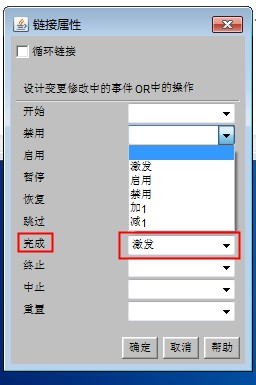 链接属性
循环链接
设计变更修改中的事件 OR中的操作
开始
禁用
启用
激发
暂停
启用
禁用
恢复
加1
跳过
减1
完成
激发
终止
中止
重置
确定
取消
帮助